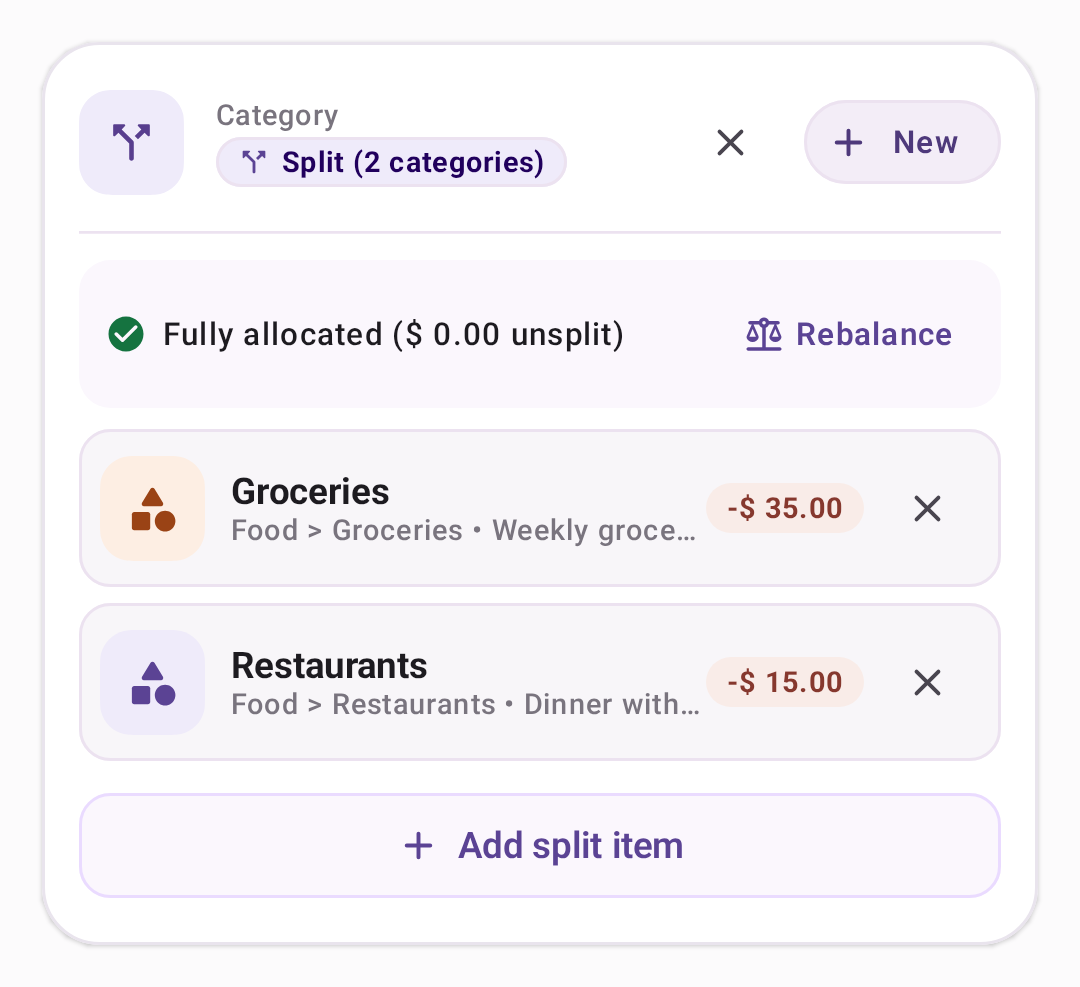 Category
Split (2 categories)
New
Fully allocated ($ 0.00 unsplit)
Rebalance
Groceries
Food > Groceries • Weekly groce…
-$ 35.00
Restaurants
Food > Restaurants • Dinner with…
-$ 15.00
Add split item